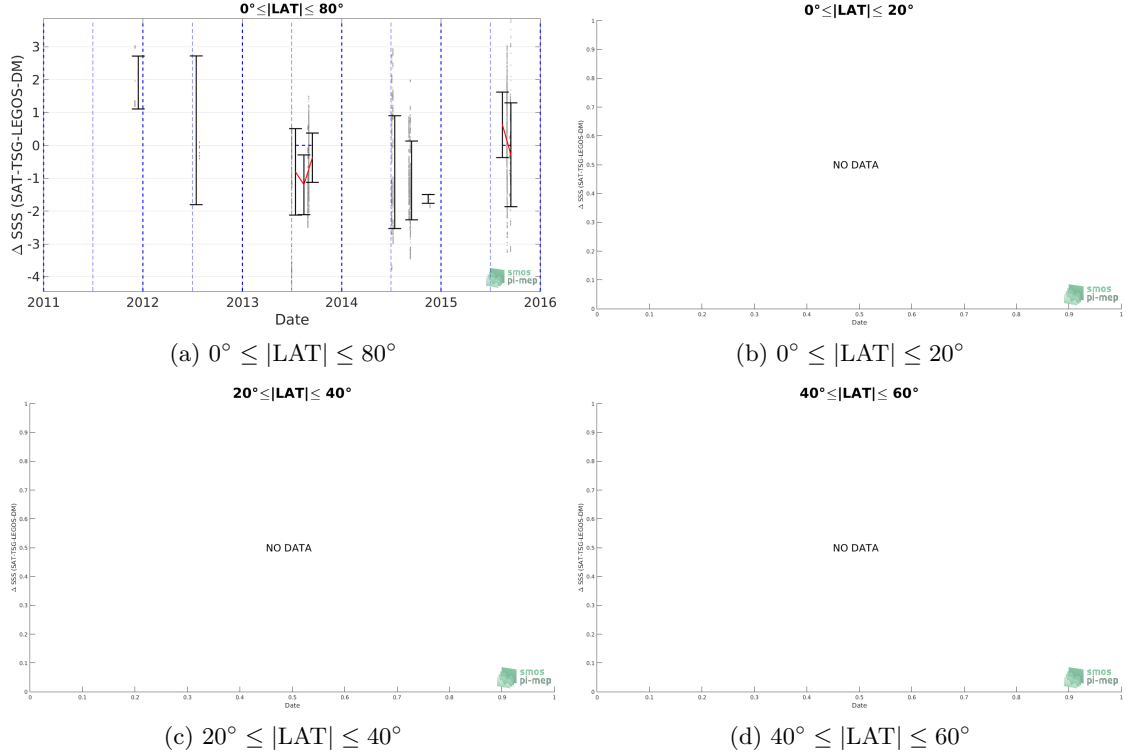 0°≤|LAT|≤ 80°
Δ SSS (SAT-TSG-LEGOS-DM)
3
2
1
0
-1
-2
-3
-4
2011 2012 2013 2014 2015 2016
Date
smos
pi-mep
(a) 0° ≤ |LAT| ≤ 80°
0°≤|LAT|≤ 20°
Δ SSS (SAT-TSG-LEGOS-DM)
1
0.9
0.8
0.7
0.6
0.5
0.4
0.3
0.2
0.1
0
NO DATA
0 0.1 0.2 0.3 0.4 0.5 0.6 0.7 0.8 0.9 1
Date
smos
pi-mep
(b) 0° ≤ |LAT| ≤ 20°
20°≤|LAT|≤ 40°
Δ SSS (SAT-TSG-LEGOS-DM)
1
0.9
0.8
0.7
0.6
0.5
0.4
0.3
0.2
0.1
0
NO DATA
0 0.1 0.2 0.3 0.4 0.5 0.6 0.7 0.8 0.9 1
Date
smos
pi-mep
(c) 20° ≤ |LAT| ≤ 40°
40°≤|LAT|≤ 60°
Δ SSS (SAT-TSG-LEGOS-DM)
1
0.9
0.8
0.7
0.6
0.5
0.4
0.3
0.2
0.1
0
NO DATA
0 0.1 0.2 0.3 0.4 0.5 0.6 0.7 0.8 0.9 1
Date
smos
pi-mep
(d) 40° ≤ |LAT| ≤ 60°